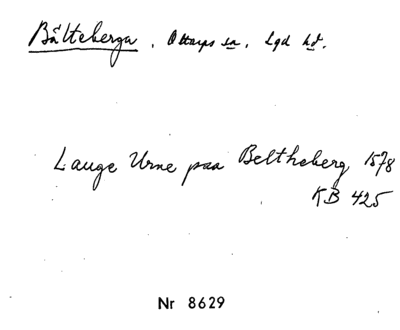 Bälteberga, Ottarps sn, Lgd hd.
Lauge Urne paa Beltheberg 1578
KB 425
Nr 8629